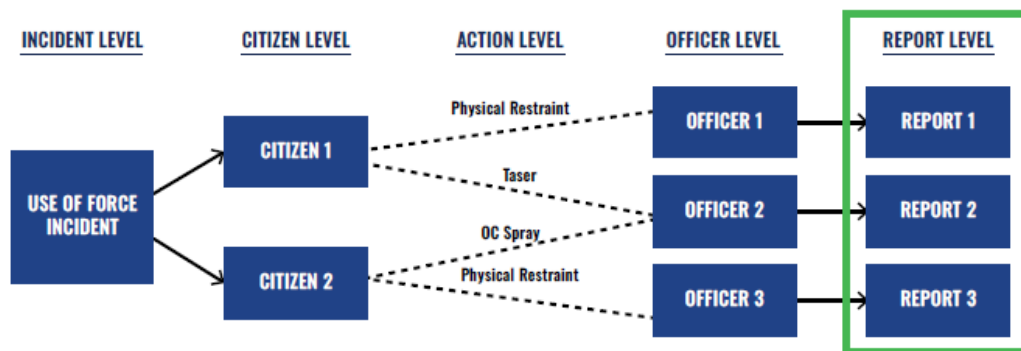 INCIDENT LEVEL
CITIZEN LEVEL
ACTION LEVEL
OFFICER LEVEL
REPORT LEVEL
USE OF FORCE
INCIDENT
CITIZEN 1
CITIZEN 2
Physical Restraint
Taser
OC Spray
Physical Restraint
OFFICER 1
OFFICER 2
OFFICER 3
REPORT 1
REPORT 2
REPORT 3